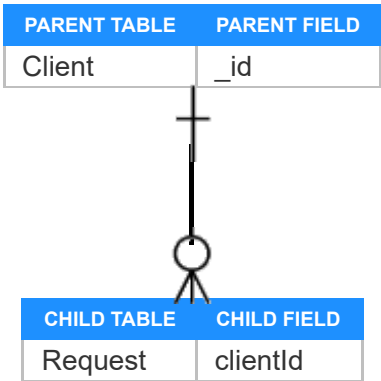 PARENT TABLE PARENT FIELD
Client _id
CHILD TABLE CHILD FIELD
Request clientId